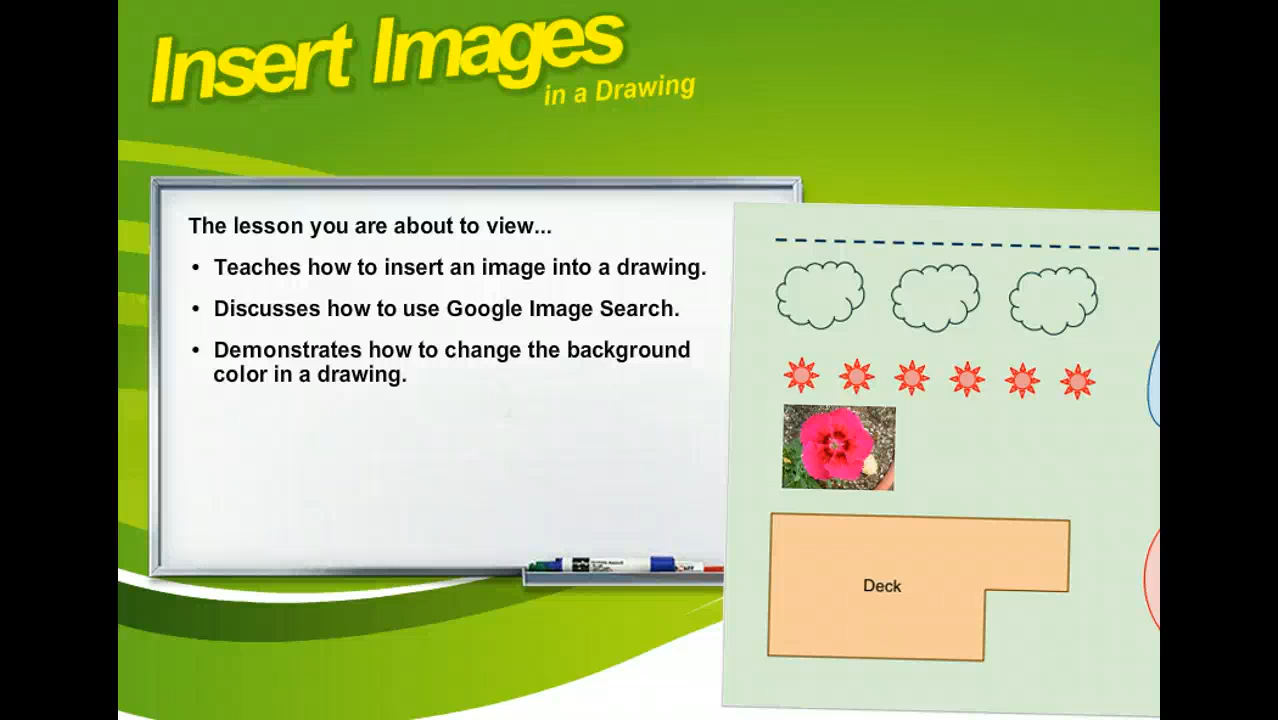 Insert Images
in a Drawing
The lesson you are about to view...
• Teaches how to insert an image into a drawing.
• Discusses how to use Google Image Search.
• Demonstrates how to change the background
color in a drawing.
Deck